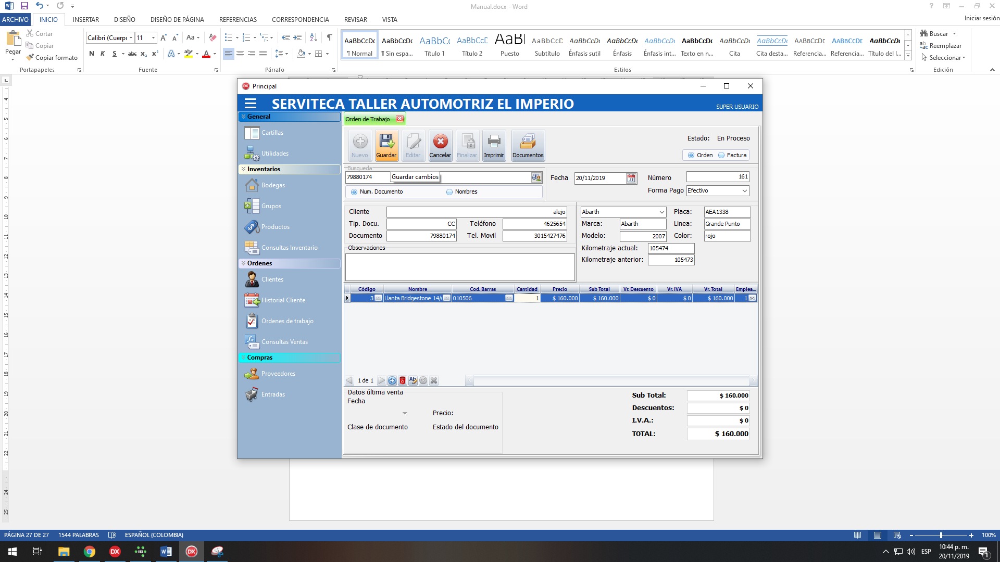 Manual.docx - Word
Iniciar sesión
ARCHIVO INICIO INSERTAR DISEÑO DISEÑO DE PÁGINA REFERENCIAS CORRESPONDENCIA REVISAR VISTA
Pegar
Cortar
Copiar
Copiar formato
Portapapeles
Calibri (Cuerpo 11
N K S abc x₂ x²
Fuente
Párrafo
AaBbCcDc AaBbCcDc AaBbCc AaBbCcD AaB AaBbCcD AaBbCcDc AaBbCcDc AaBbCcDc AaBbCcDc AaBbCcDc AaBbCcDc AABBCCDD AABBCCDD AaBbCcDc
¶ Normal ¶ Sin espa... Título 1 Título 2 Puesto Subtítulo Énfasis sutil Énfasis Énfasis int... Texto en n... Cita Cita desta... Referencia... Referencia... Título del l...
Estilos
Buscar
Reemplazar
Seleccionar
Edición
Principal
SERVITECA TALLER AUTOMOTRIZ EL IMPERIO
SUPER USUARIO
General
Cartillas
Utilidades
Inventarios
Bodegas
Grupos
Productos
Consultas Inventario
Ordenes
Clientes
Historial Cliente
Ordenes de trabajo
Consultas Ventas
Compras
Proveedores
Entradas
Orden de Trabajo
Nuevo Guardar Editar Cancelar Finalizar Imprimir Documentos
Estado: En Proceso
Orden Factura
Busqueda
79880174
Guardar cambios
Num. Documento Nombres
Fecha 20/11/2019
Número 161
Forma Pago Efectivo
Cliente alejo
Tip. Docu. CC Teléfono 4625654
Documento 79880174 Tel. Movil 3015427476
Observaciones
Abarth Placa: AEA1338
Marca: Abarth Linea: Grande Punto
Modelo: 2007 Color: rojo
Kilometraje actual: 105474
Kilometraje anterior: 105473
Código Nombre Cod. Barras Cantidad Precio Sub Total Vr. Descuento Vr. IVA Vr. Total Emplea...
3 Llanta Bridgestone 14/ 010506 1 $ 160.000 $ 160.000 $ 0 $ 0 $ 160.000 1
1 de 1
Datos última venta
Fecha
Precio:
Clase de documento Estado del documento
Sub Total: $ 160.000
Descuentos: $ 0
I.V.A.: $ 0
TOTAL: $ 160.000
PÁGINA 27 DE 27 1544 PALABRAS ESPAÑOL (COLOMBIA)
100%
ESP
10:44 p. m.
20/11/2019